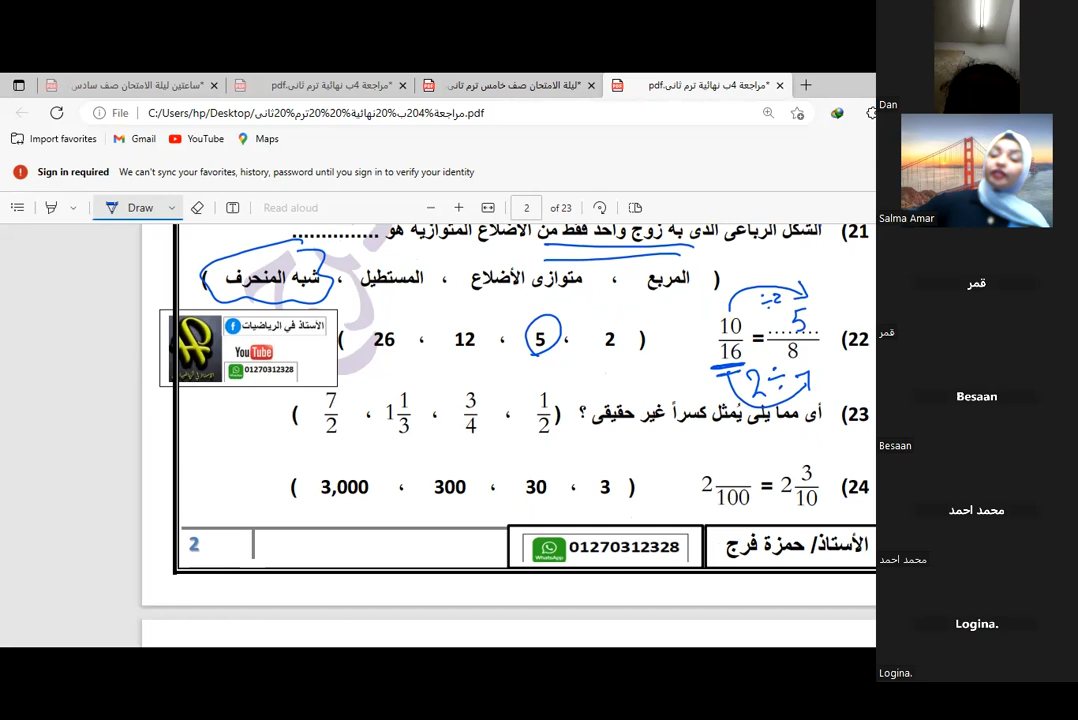 ساعتين ليلة الامتحان صف سادس.*
مراجعة 4ب نهائية ترم ثانى.pdf*
ليلة الامتحان صف خامس ترم ثانى.*
مراجعة 4ب نهائية ترم ثانى.pdf*
File C:/Users/hp/Desktop/مراجعة%204ب%20نهائية%20ترم%20ثانى.pdf
Import favorites Gmail YouTube Maps
Sign in required We can't sync your favorites, history, password until you sign in to verify your identity
Draw Read aloud 2 of 23
21) الشكل الرباعى الذى به زوج واحد فقط من الأضلاع المتوازية هو ...............
( المربع ، متوازى الأضلاع ، المستطيل ، شبه المنحرف )
÷2
22) 10/16 = ......../8 ( 2 ، 5 ، 12 ، 26 )
5
2 ÷
الأستاذ في الرياضيات
YouTube
01270312328
23) أى مما يلى يُمثل كسراً غير حقيقى ؟ ( 1/2 ، 3/4 ، 1 1/3 ، 7/2 )
24) 2 __/100 = 2 3/10 ( 3 ، 30 ، 300 ، 3,000 )
الأستاذ/ حمزة فرج
01270312328
WhatsApp
2
Dan
Salma Amar
قمر
قمر
Besaan
Besaan
محمد احمد
محمد احمد
Logina.
Logina.